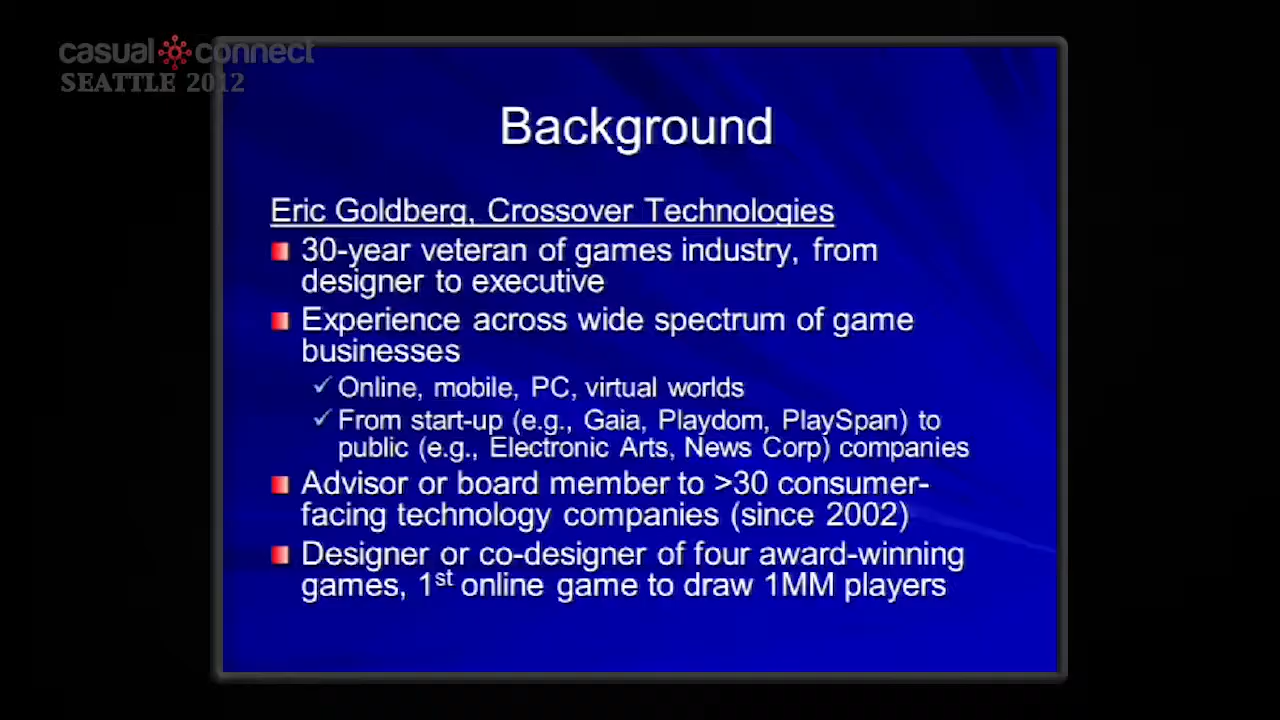 casual connect
SEATTLE 2012
Background
Eric Goldberg, Crossover Technologies
30-year veteran of games industry, from
designer to executive
Experience across wide spectrum of game
businesses
Online, mobile, PC, virtual worlds
From start-up (e.g., Gaia, Playdom, PlaySpan) to
public (e.g., Electronic Arts, News Corp) companies
Advisor or board member to >30 consumer-
facing technology companies (since 2002)
Designer or co-designer of four award-winning
games, 1st online game to draw 1MM players